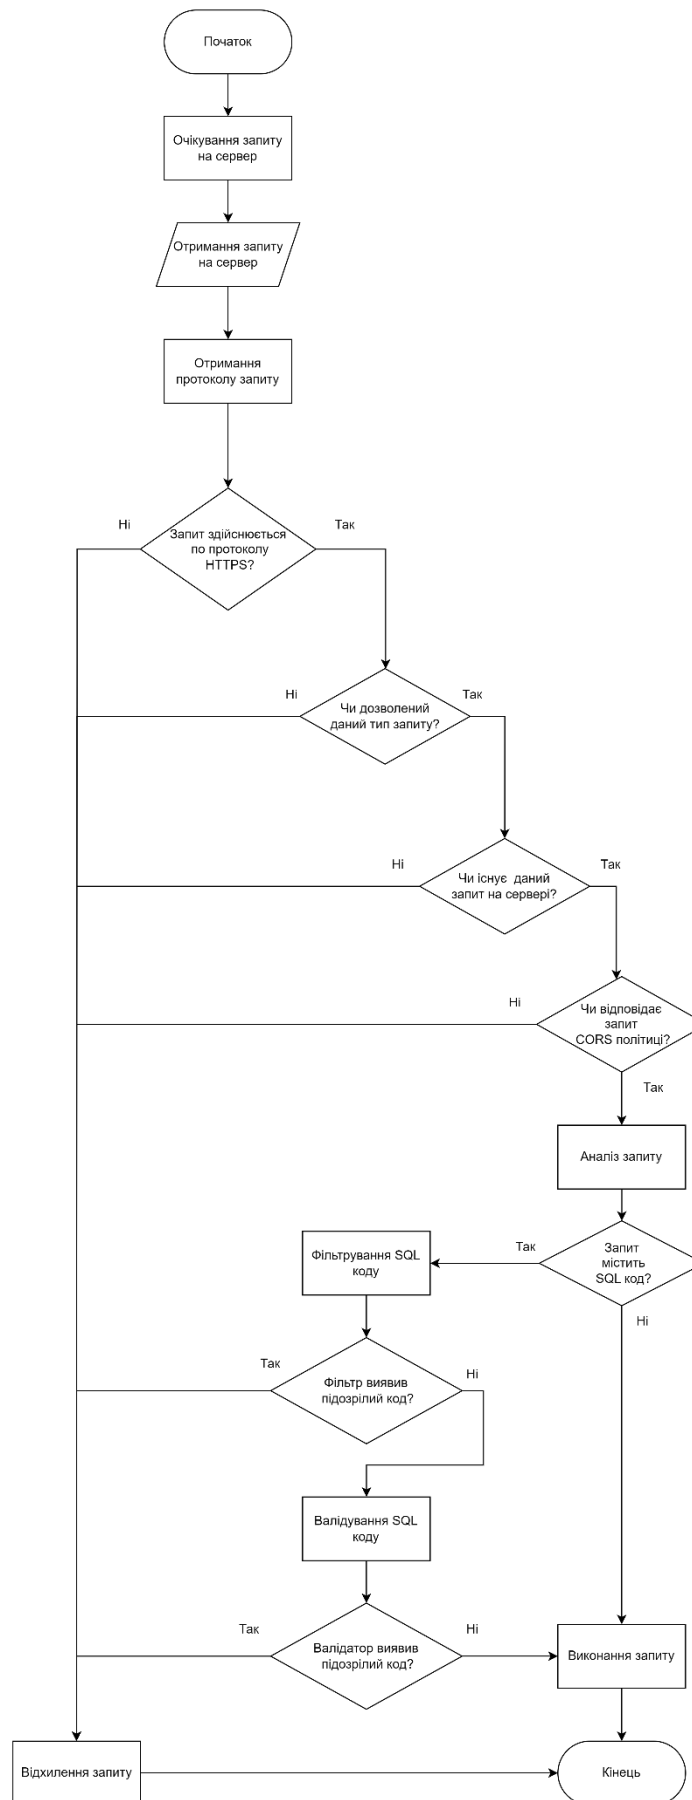 Початок
Очікування запиту
на сервер
Отримання запиту
на сервер
Отримання
протоколу запиту
Ні
Так
Запит здійснюється
по протоколу
HTTPS?
Ні
Так
Чи дозволений
даний тип запиту?
Ні
Так
Чи існує даний
запит на сервері?
Ні
Чи відповідає
запит
CORS політиці?
Так
Аналіз запиту
Фільтрування SQL
коду
Так
Запит
містить
SQL код?
Ні
Так
Ні
Фільтр виявив
підозрілий код?
Валідування SQL
коду
Так
Ні
Валідатор виявив
підозрілий код?
Виконання запиту
Відхилення запиту
Кінець